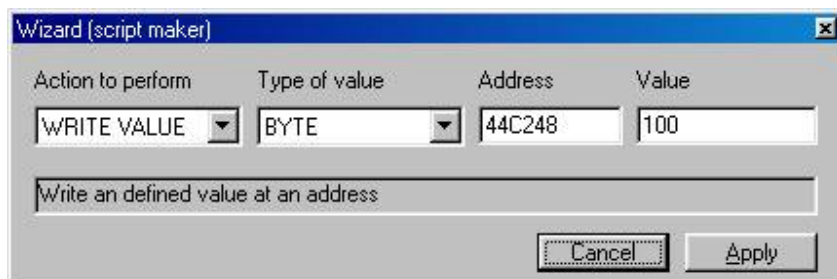 Wizard (script maker)
Action to perform Type of value Address Value
WRITE VALUE BYTE 44C248 100
Write an defined value at an address
Cancel Apply